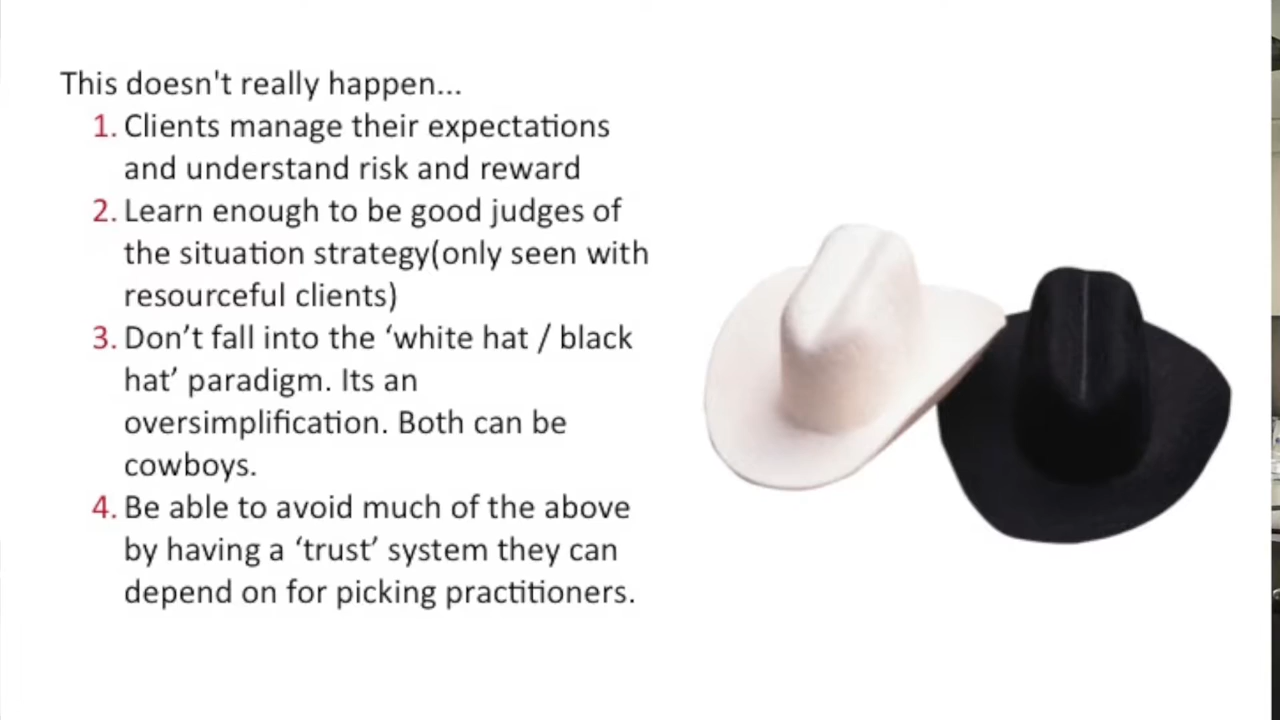 This doesn't really happen...
1. Clients manage their expectations
and understand risk and reward
2. Learn enough to be good judges of
the situation strategy(only seen with
resourceful clients)
3. Don’t fall into the ‘white hat / black
hat’ paradigm. Its an
oversimplification. Both can be
cowboys.
4. Be able to avoid much of the above
by having a ‘trust’ system they can
depend on for picking practitioners.